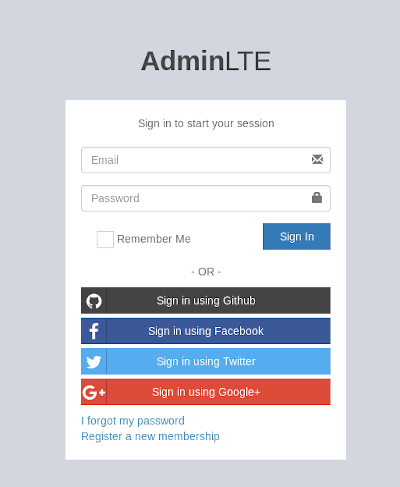 AdminLTE
Sign in to start your session
Email
Password
Remember Me
Sign In
- OR -
Sign in using Github
Sign in using Facebook
Sign in using Twitter
Sign in using Google+
I forgot my password
Register a new membership